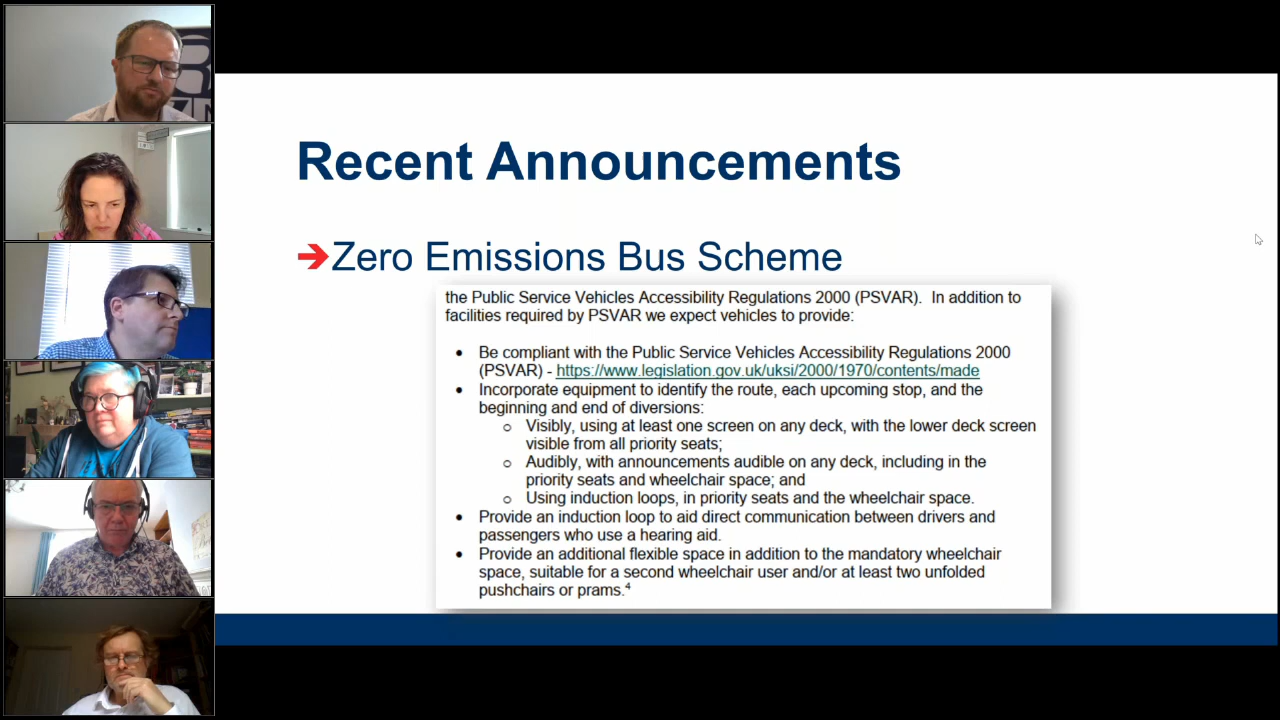 Recent Announcements
➔Zero Emissions Bus Scheme
the Public Service Vehicles Accessibility Regulations 2000 (PSVAR).  In addition to
facilities required by PSVAR we expect vehicles to provide:
• Be compliant with the Public Service Vehicles Accessibility Regulations 2000
(PSVAR) - https://www.legislation.gov.uk/uksi/2000/1970/contents/made
• Incorporate equipment to identify the route, each upcoming stop, and the
beginning and end of diversions:
o Visibly, using at least one screen on any deck, with the lower deck screen
visible from all priority seats;
o Audibly, with announcements audible on any deck, including in the
priority seats and wheelchair space; and
o Using induction loops, in priority seats and the wheelchair space.
• Provide an induction loop to aid direct communication between drivers and
passengers who use a hearing aid.
• Provide an additional flexible space in addition to the mandatory wheelchair
space, suitable for a second wheelchair user and/or at least two unfolded
pushchairs or prams.⁴